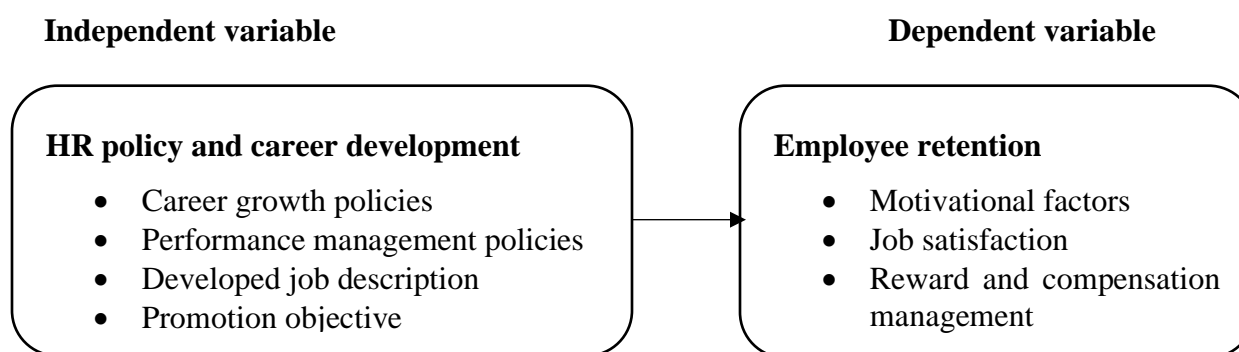 Independent variable
Dependent variable
HR policy and career development
• Career growth policies
• Performance management policies
• Developed job description
• Promotion objective
Employee retention
• Motivational factors
• Job satisfaction
• Reward and compensation
management